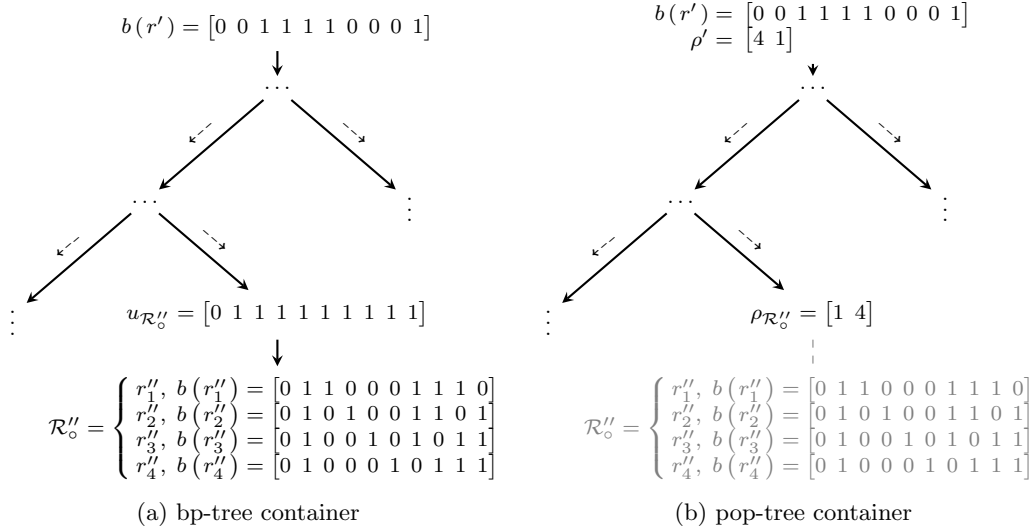 b (r′) = [0 0 1 1 1 1 0 0 0 1]
· · ·
· · ·
⋮
⋮
u_{ℛ″∘} = [0 1 1 1 1 1 1 1 1 1]
ℛ″∘ = {
r″₁, b (r″₁) = [0 1 1 0 0 0 1 1 1 0]
r″₂, b (r″₂) = [0 1 0 1 0 0 1 1 0 1]
r″₃, b (r″₃) = [0 1 0 0 1 0 1 0 1 1]
r″₄, b (r″₄) = [0 1 0 0 0 1 0 1 1 1]
(a) bp-tree container
b (r′) = [0 0 1 1 1 1 0 0 0 1]
ρ′ = [4 1]
· · ·
· · ·
⋮
⋮
ρ_{ℛ″∘} = [1 4]
ℛ″∘ = {
r″₁, b (r″₁) = [0 1 1 0 0 0 1 1 1 0]
r″₂, b (r″₂) = [0 1 0 1 0 0 1 1 0 1]
r″₃, b (r″₃) = [0 1 0 0 1 0 1 0 1 1]
r″₄, b (r″₄) = [0 1 0 0 0 1 0 1 1 1]
(b) pop-tree container